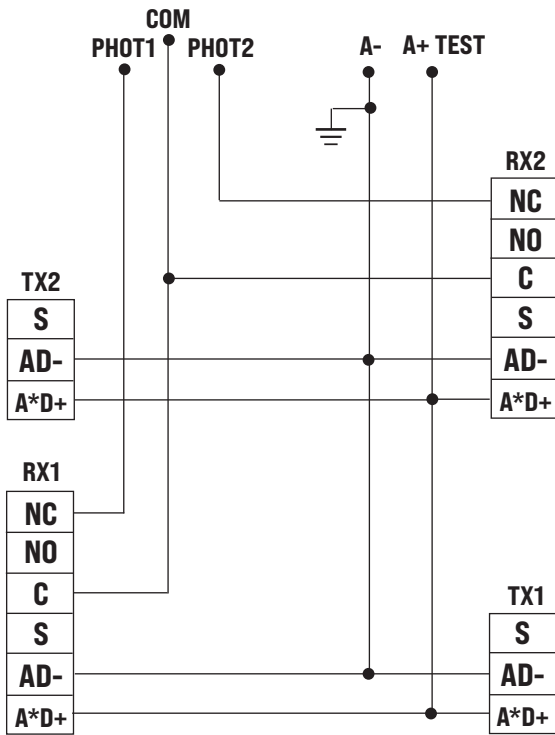 COM
PHOT1 PHOT2 A- A+ TEST
RX2
NC
NO
C
S
AD-
A*D+
TX2
S
AD-
A*D+
RX1
NC
NO
C
S
AD-
A*D+
TX1
S
AD-
A*D+